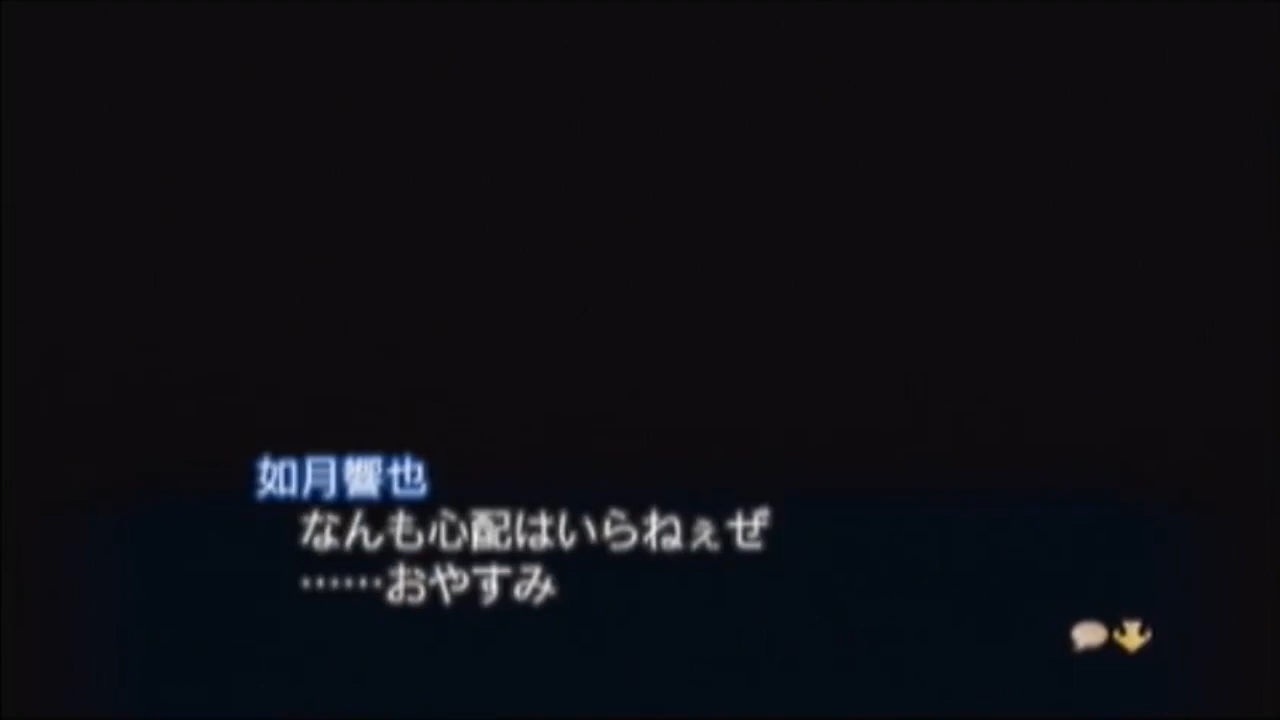 如月響也
なんも心配はいらねぇぜ
……おやすみ